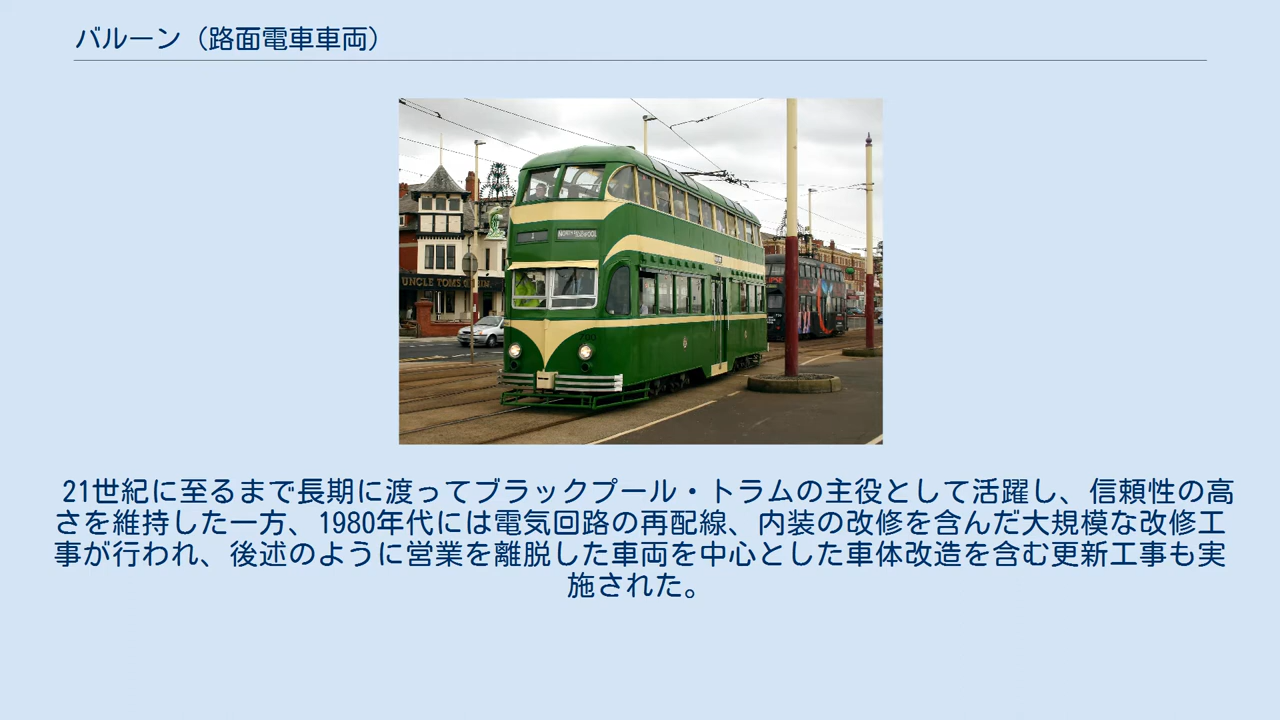 バルーン（路面電車車両）
UNCLE TOMS
21世紀に至るまで長期に渡ってブラックプール・トラムの主役として活躍し、信頼性の高
さを維持した一方、1980年代には電気回路の再配線、内装の改修を含んだ大規模な改修工
事が行われ、後述のように営業を離脱した車両を中心とした車体改造を含む更新工事も実
施された。